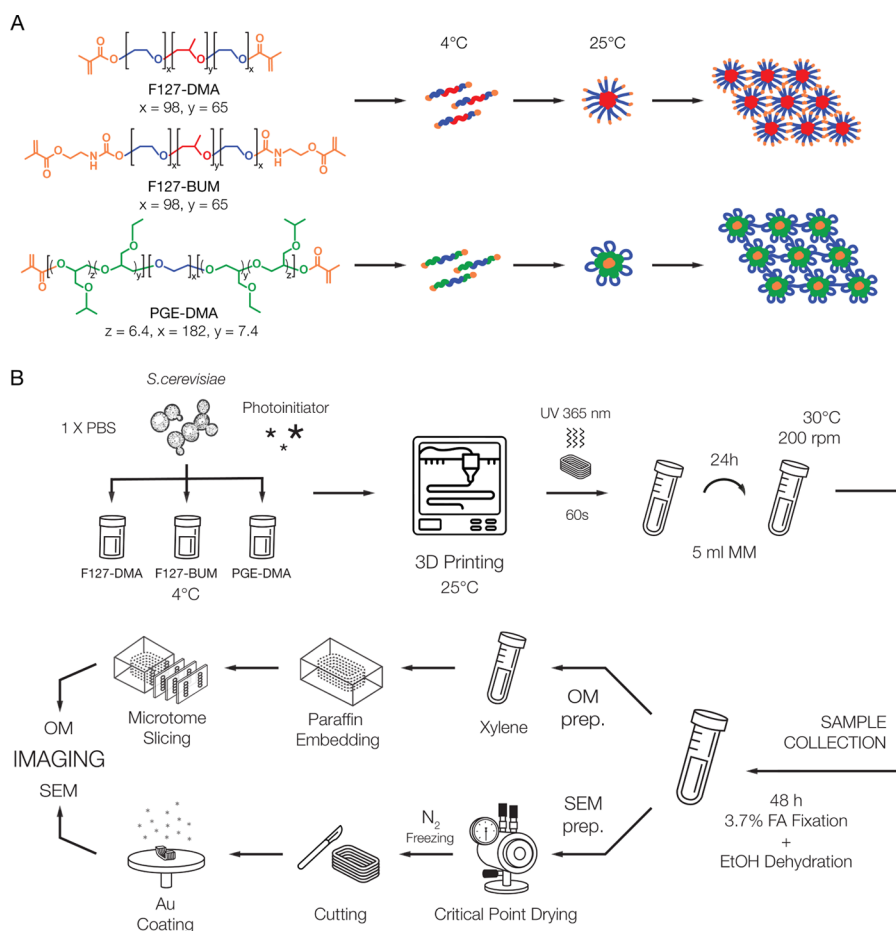 A
4°C
25°C
O
O
O
O
O
O
O
x
y
x
F127-DMA
x = 98, y = 65
O
O
O
N
H
O
O
O
O
O
O
N
H
O
O
O
x
y
x
F127-BUM
x = 98, y = 65
O
O
O
O
O
O
O
O
O
O
O
O
O
z
y
x
y
z
PGE-DMA
z = 6.4, x = 182, y = 7.4
B
S.cerevisiae
1 X PBS
Photoinitiator
F127-DMA
F127-BUM
PGE-DMA
4°C
3D Printing
25°C
UV 365 nm
60s
24h
5 ml MM
30°C
200 rpm
SAMPLE
COLLECTION
48 h
3.7% FA Fixation
+
EtOH Dehydration
OM
prep.
Xylene
Paraffin
Embedding
Microtome
Slicing
OM
IMAGING
SEM
SEM
prep.
Critical Point Drying
N2
Freezing
Cutting
Au
Coating